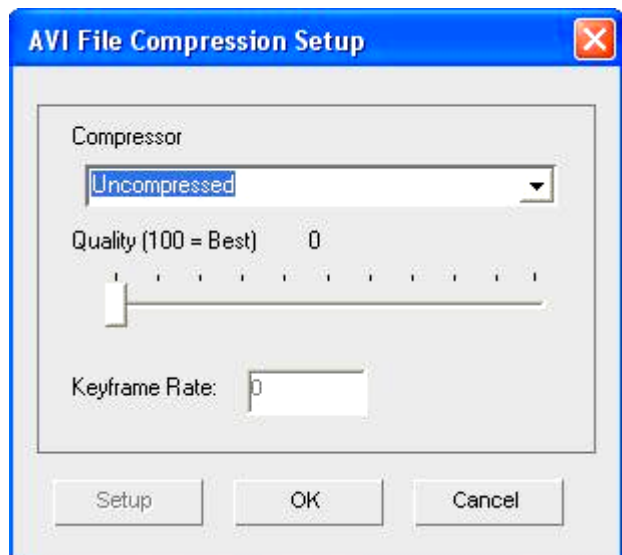 AVI File Compression Setup
Compressor
Uncompressed
Quality (100 = Best) 0
Keyframe Rate: 0
Setup OK Cancel